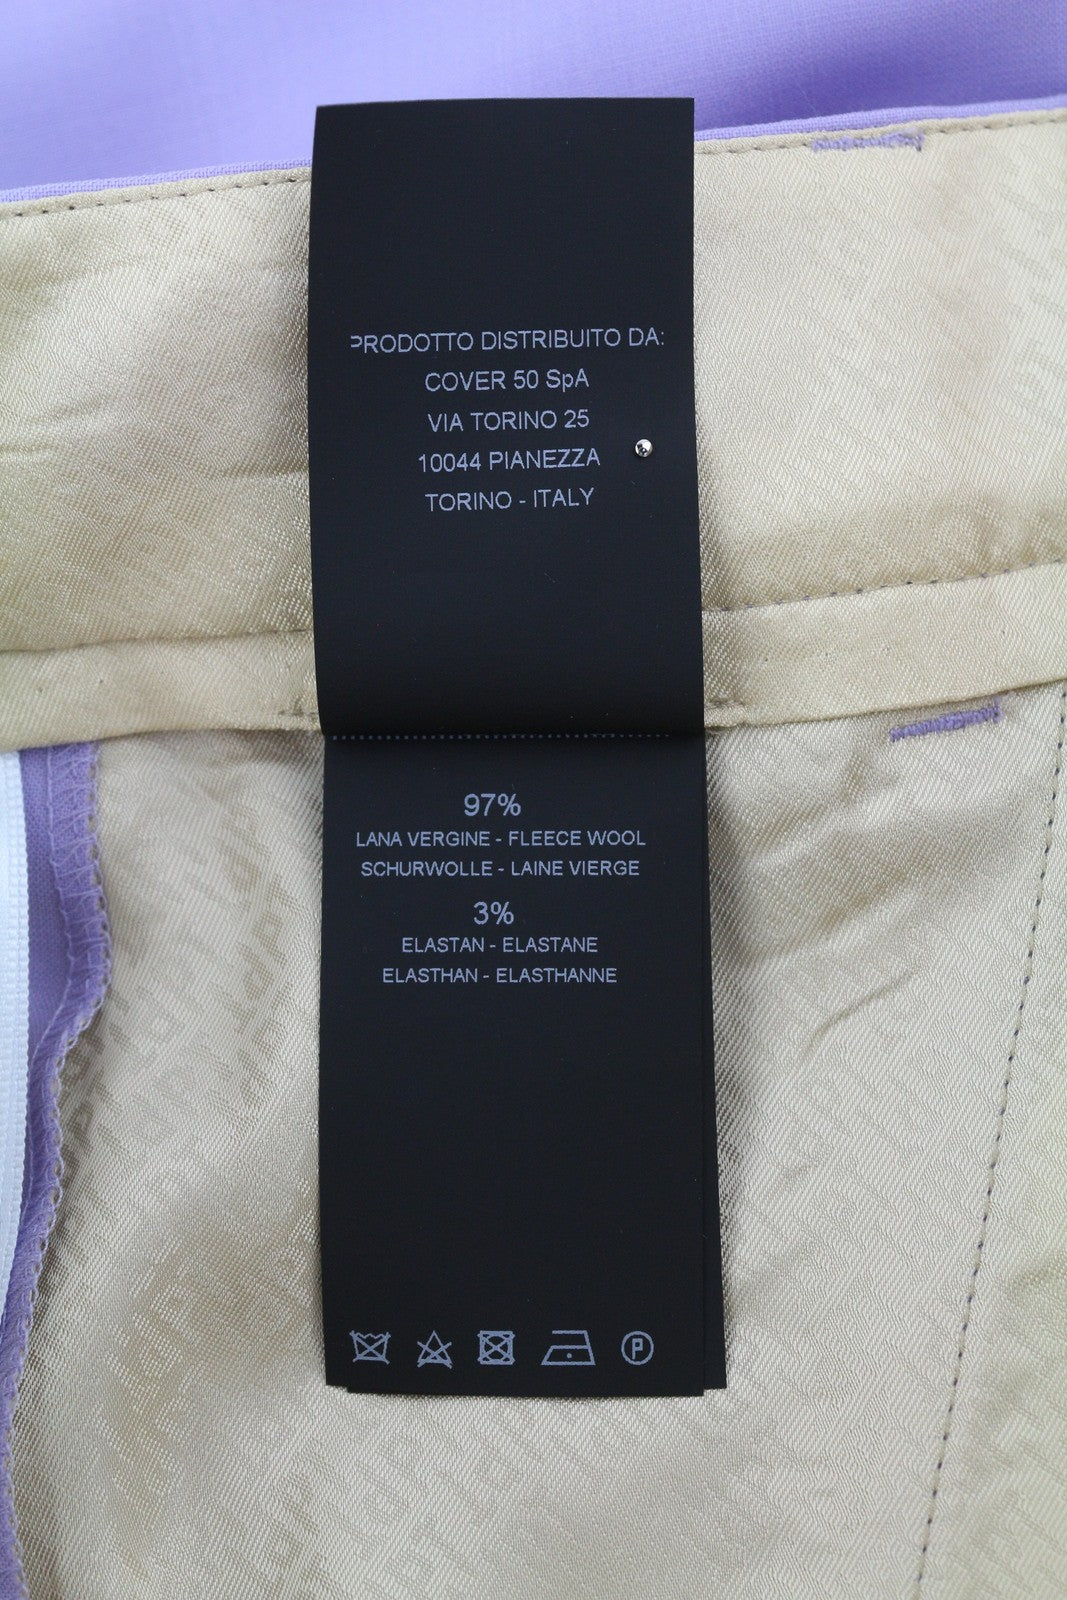 PRODOTTO DISTRIBUITO DA:
COVER 50 SpA
VIA TORINO 25
10044 PIANEZZA
TORINO - ITALY
97%
LANA VERGINE - FLEECE WOOL
SCHURWOLLE - LAINE VIERGE
3%
ELASTAN - ELASTANE
ELASTHAN - ELASTHANNE
P